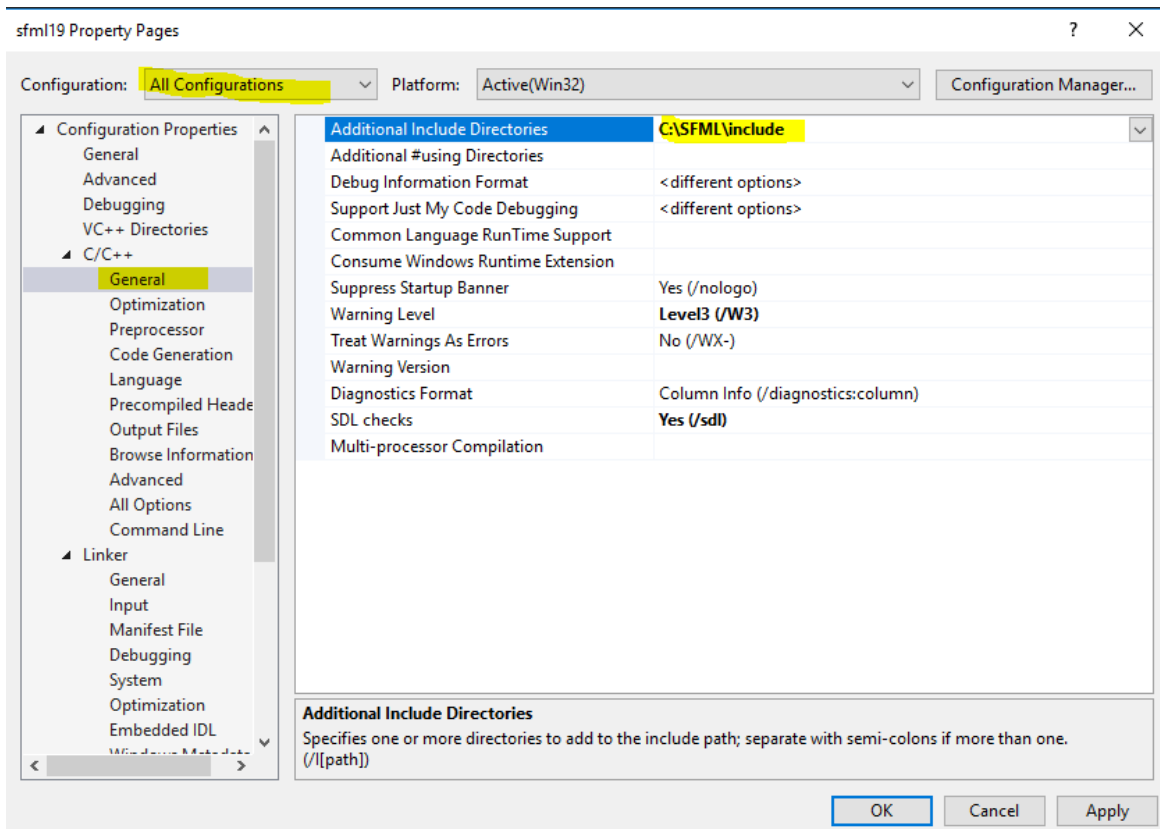 sfml19 Property Pages ?
Configuration: All Configurations Platform: Active(Win32) Configuration Manager...
Configuration Properties
General
Advanced
Debugging
VC++ Directories
C/C++
General
Optimization
Preprocessor
Code Generation
Language
Precompiled Heade
Output Files
Browse Information
Advanced
All Options
Command Line
Linker
General
Input
Manifest File
Debugging
System
Optimization
Embedded IDL
Windows Metadata
Additional Include Directories C:\SFML\include
Additional #using Directories
Debug Information Format <different options>
Support Just My Code Debugging <different options>
Common Language RunTime Support
Consume Windows Runtime Extension
Suppress Startup Banner Yes (/nologo)
Warning Level Level3 (/W3)
Treat Warnings As Errors No (/WX-)
Warning Version
Diagnostics Format Column Info (/diagnostics:column)
SDL checks Yes (/sdl)
Multi-processor Compilation
Additional Include Directories
Specifies one or more directories to add to the include path; separate with semi-colons if more than one.
(/I[path])
OK Cancel Apply